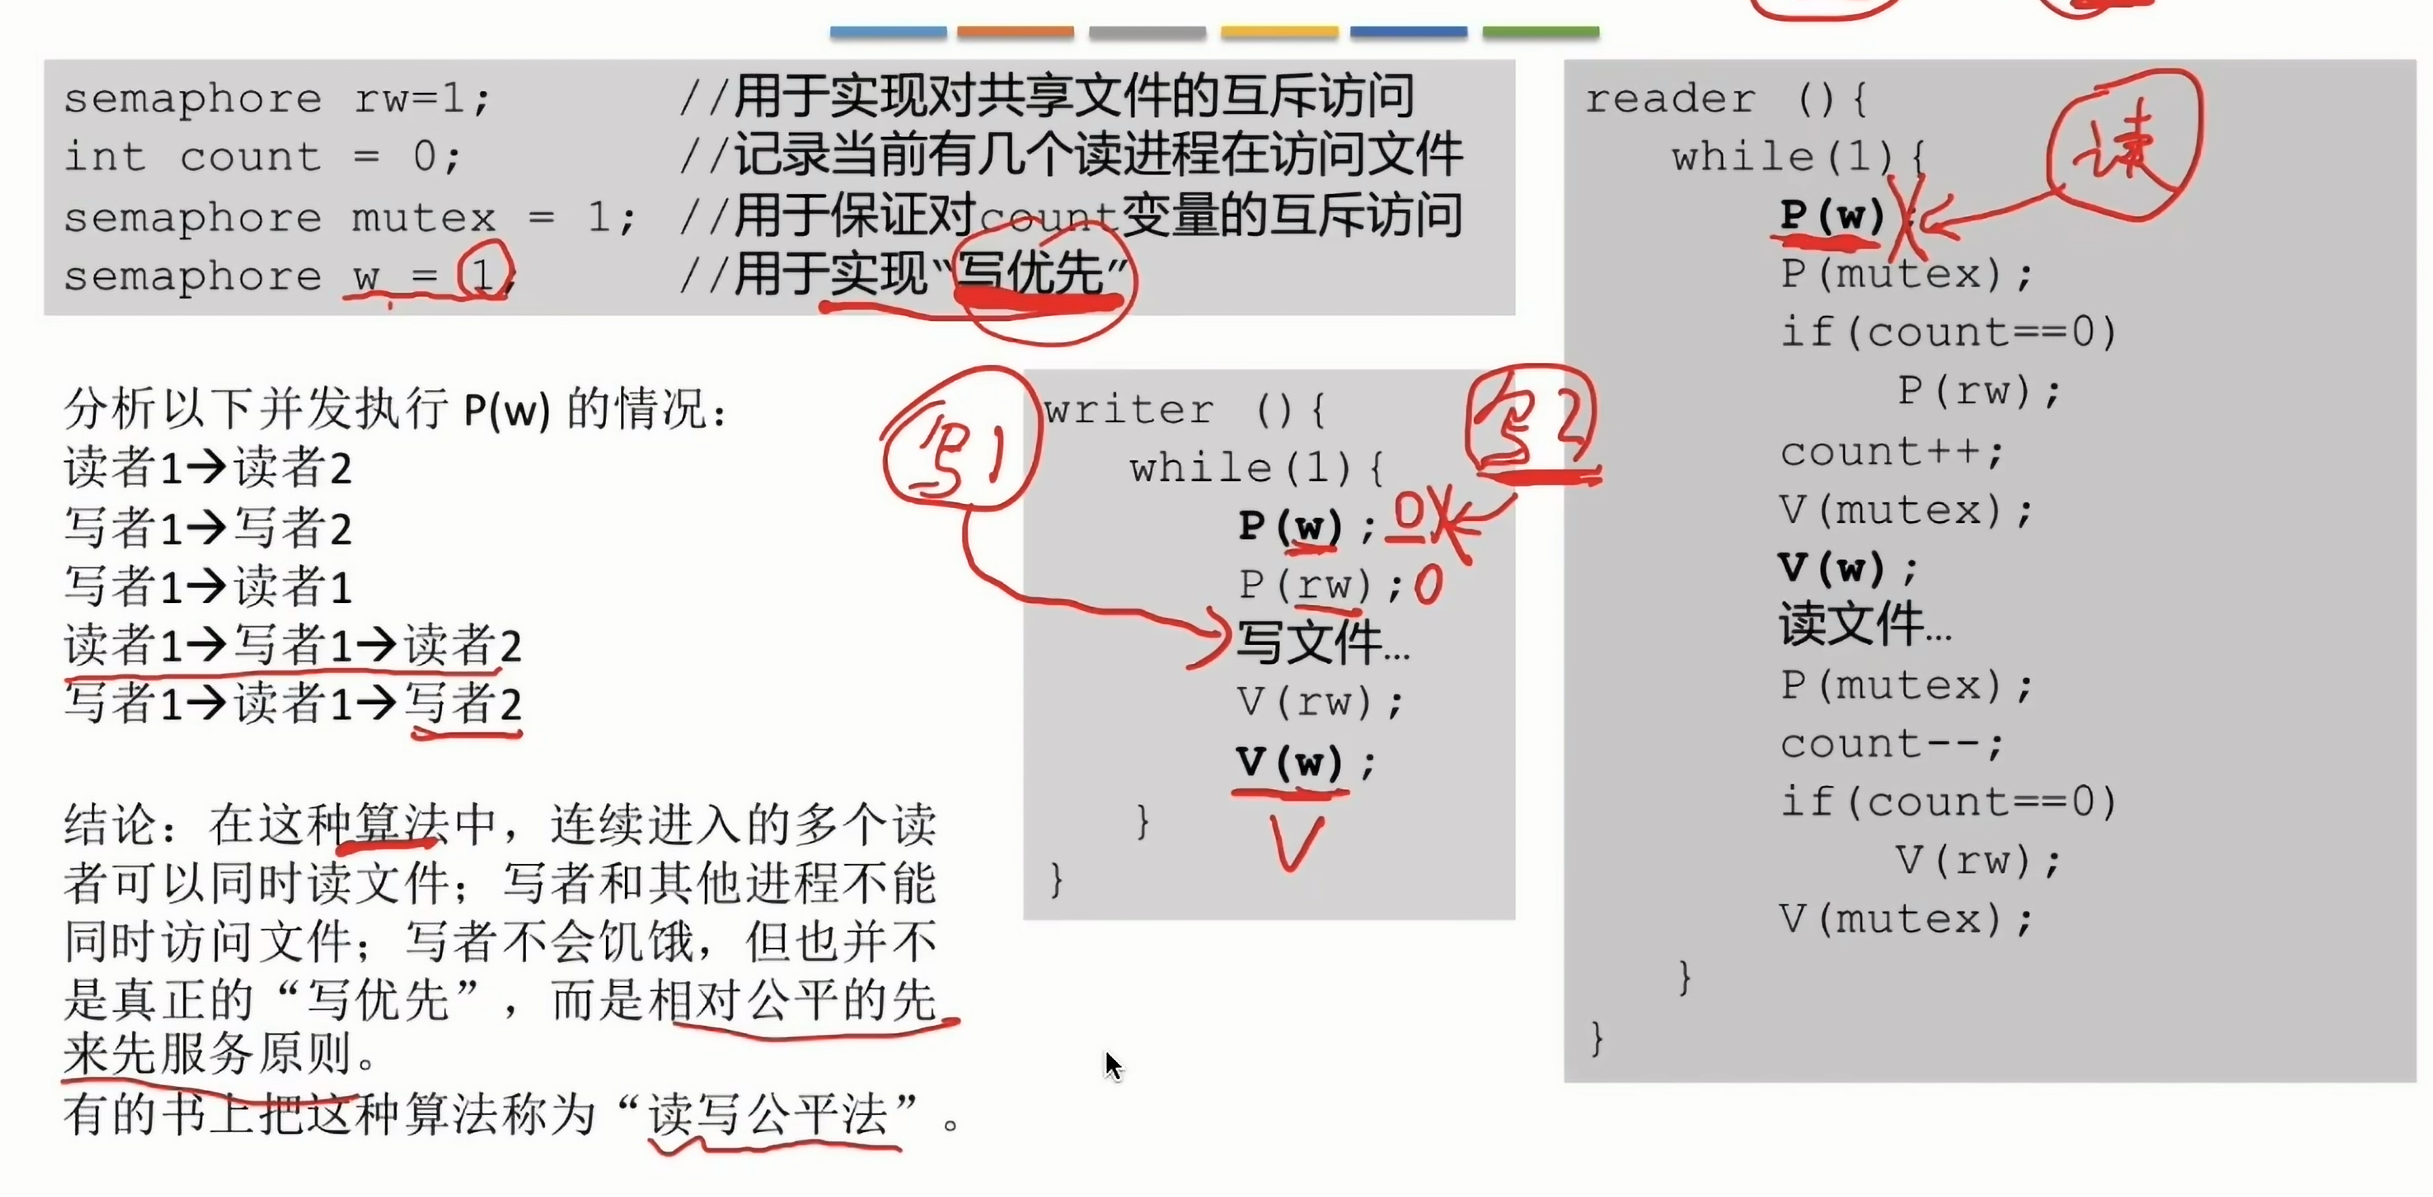 semaphore rw=1; //用于实现对共享文件的互斥访问
int count = 0; //记录当前有几个读进程在访问文件
semaphore mutex = 1; //用于保证对count变量的互斥访问
semaphore w = 1; //用于实现“写优先”
分析以下并发执行 P(w) 的情况：
读者1→读者2
写者1→写者2
写者1→读者1
读者1→写者1→读者2
写者1→读者1→写者2
结论：在这种算法中，连续进入的多个读
者可以同时读文件；写者和其他进程不能
同时访问文件；写者不会饥饿，但也并不
是真正的“写优先”，而是相对公平的先
来先服务原则。
有的书上把这种算法称为“读写公平法”。
写1
写2
writer (){
while(1){
P(w); 0
P(rw); 0
写文件…
V(rw);
V(w);
}
V
}
reader (){
读
while(1){
P(w);
P(mutex);
if(count==0)
P(rw);
count++;
V(mutex);
V(w);
读文件…
P(mutex);
count--;
if(count==0)
V(rw);
V(mutex);
}
}